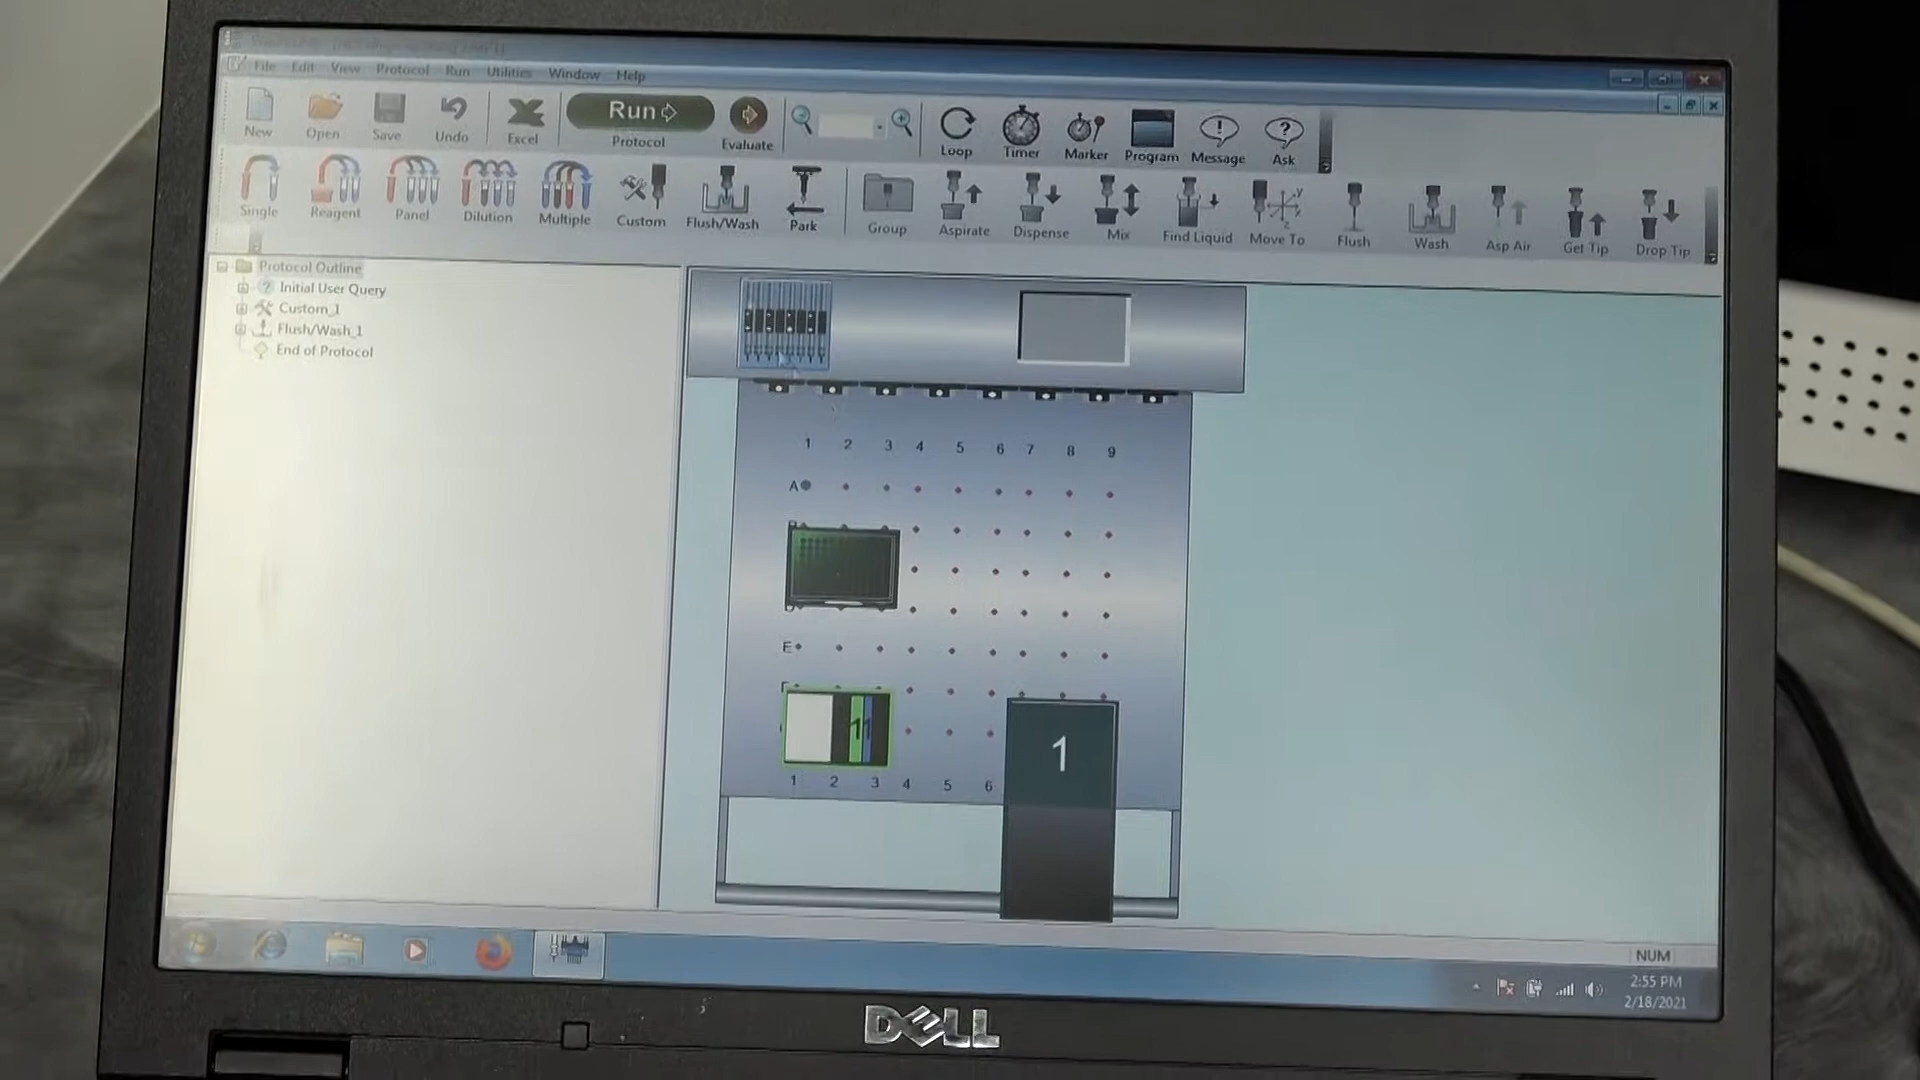 File Edit View Protocol Run Utilities Window Help
New Open Save Undo Excel Run Protocol Evaluate Loop Timer Marker Program Message Ask
Single Reagent Panel Dilution Multiple Custom Flush/Wash Park Group Aspirate Dispense Mix Find Liquid Move To Flush Wash Asp Air Get Tip Drop Tip
Protocol Outline
Initial User Query
Custom_1
Flush/Wash_1
End of Protocol
1 2 3 4 5 6 7 8 9
A
E
11
1
1 2 3 4 5 6
NUM
2:55 PM
2/18/2021
DELL